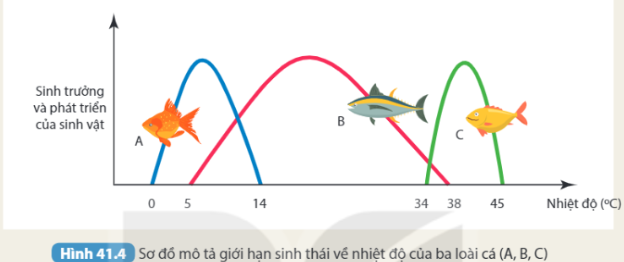 Sinh trưởng
và phát triển
của sinh vật
A
B
C
0 5 14 34 38 45 Nhiệt độ (ºC)
Hình 41.4 Sơ đồ mô tả giới hạn sinh thái về nhiệt độ của ba loài cá (A, B, C)